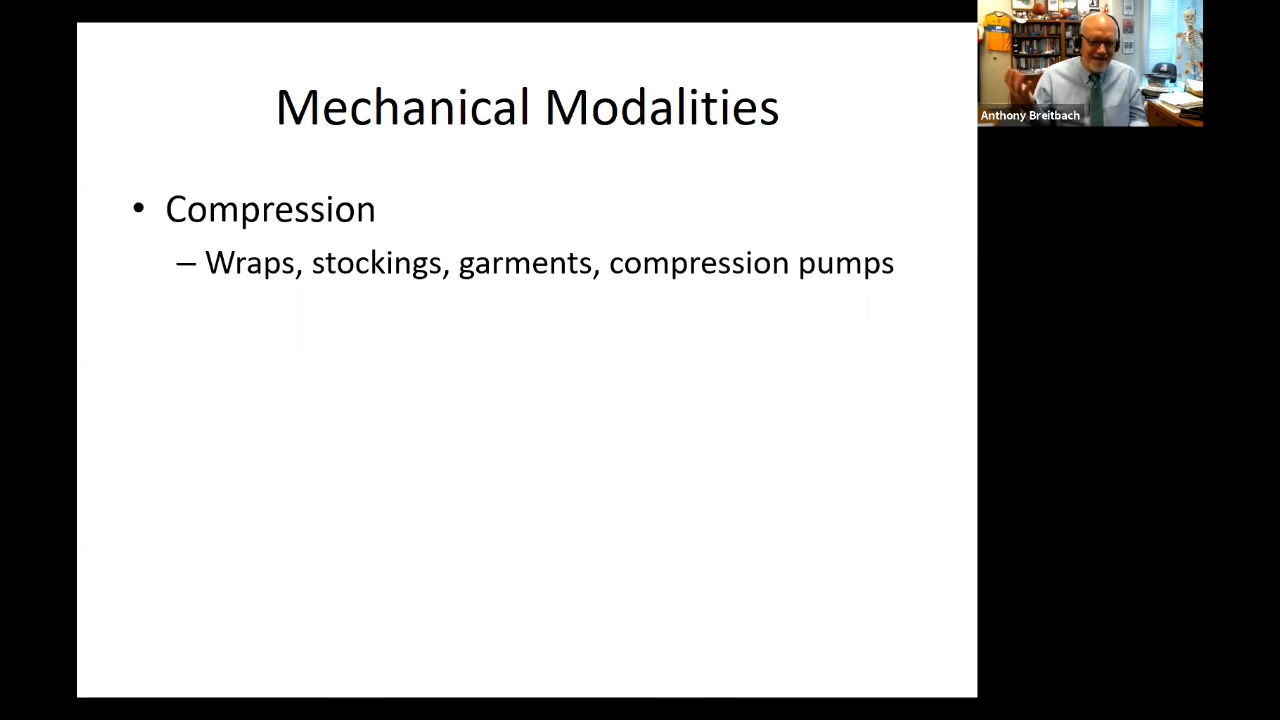 Mechanical Modalities
• Compression
– Wraps, stockings, garments, compression pumps
Anthony Breitbach